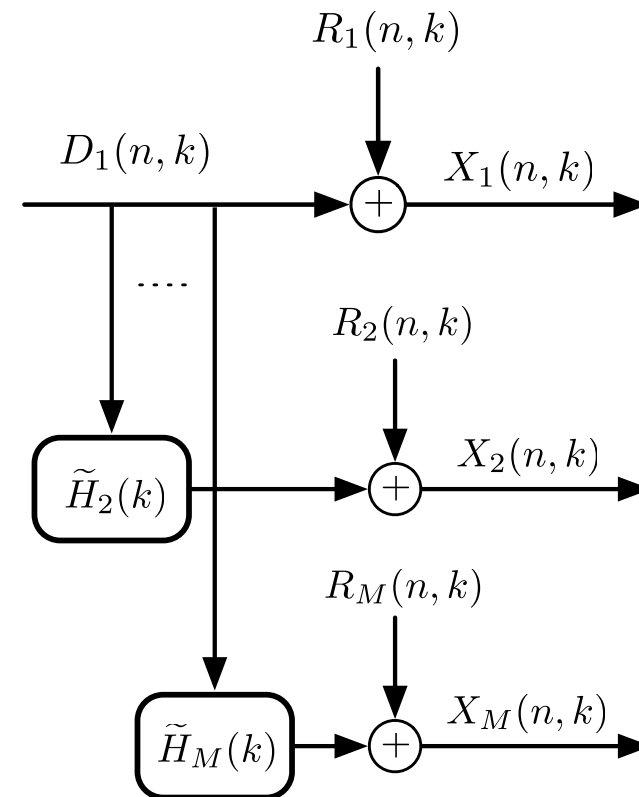 R_1(n, k)
D_1(n, k)
X_1(n, k)
+
....
R_2(n, k)
X_2(n, k)
H̃_2(k)
+
R_M(n, k)
X_M(n, k)
H̃_M(k)
+